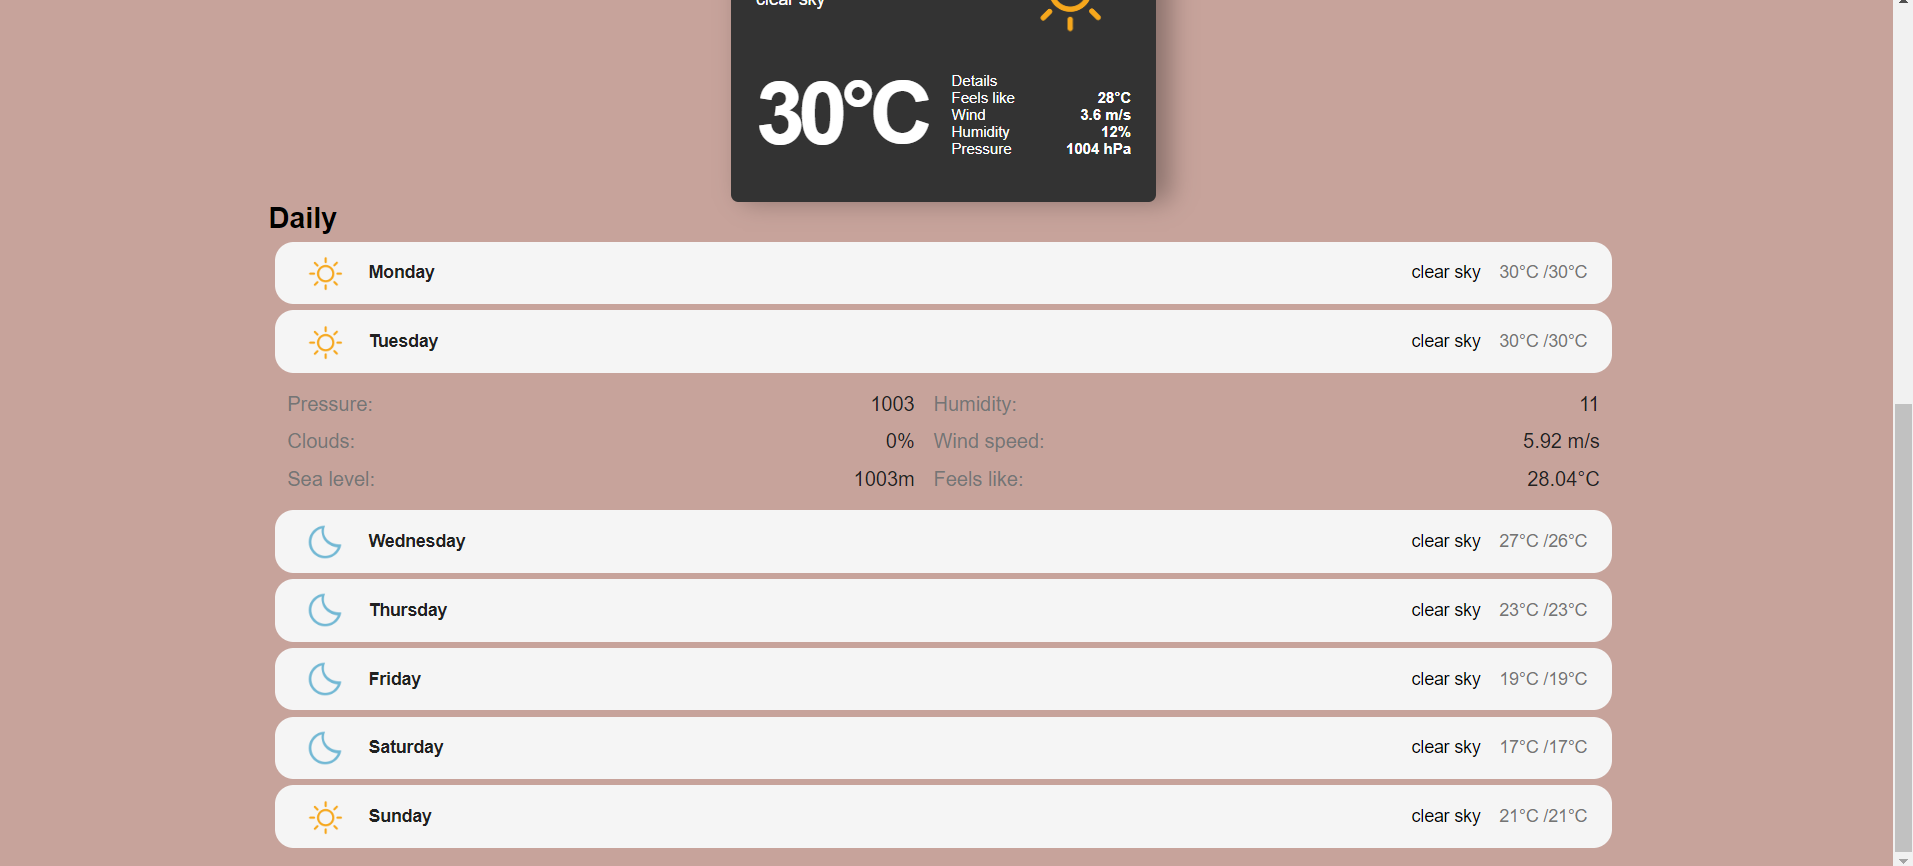 clear sky
30°C
Details
Feels like 28°C
Wind 3.6 m/s
Humidity 12%
Pressure 1004 hPa
Daily
Monday clear sky 30°C /30°C
Tuesday clear sky 30°C /30°C
Pressure: 1003 Humidity: 11
Clouds: 0% Wind speed: 5.92 m/s
Sea level: 1003m Feels like: 28.04°C
Wednesday clear sky 27°C /26°C
Thursday clear sky 23°C /23°C
Friday clear sky 19°C /19°C
Saturday clear sky 17°C /17°C
Sunday clear sky 21°C /21°C